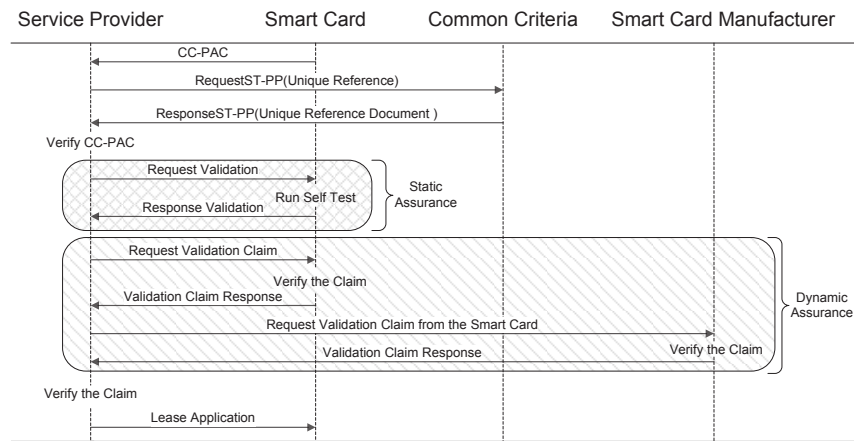 Service Provider
Smart Card
Common Criteria
Smart Card Manufacturer
CC-PAC
RequestST-PP(Unique Reference)
ResponseST-PP(Unique Reference Document )
Verify CC-PAC
Request Validation
Run Self Test
Response Validation
Static
Assurance
Request Validation Claim
Verify the Claim
Validation Claim Response
Request Validation Claim from the Smart Card
Validation Claim Response
Verify the Claim
Dynamic
Assurance
Verify the Claim
Lease Application